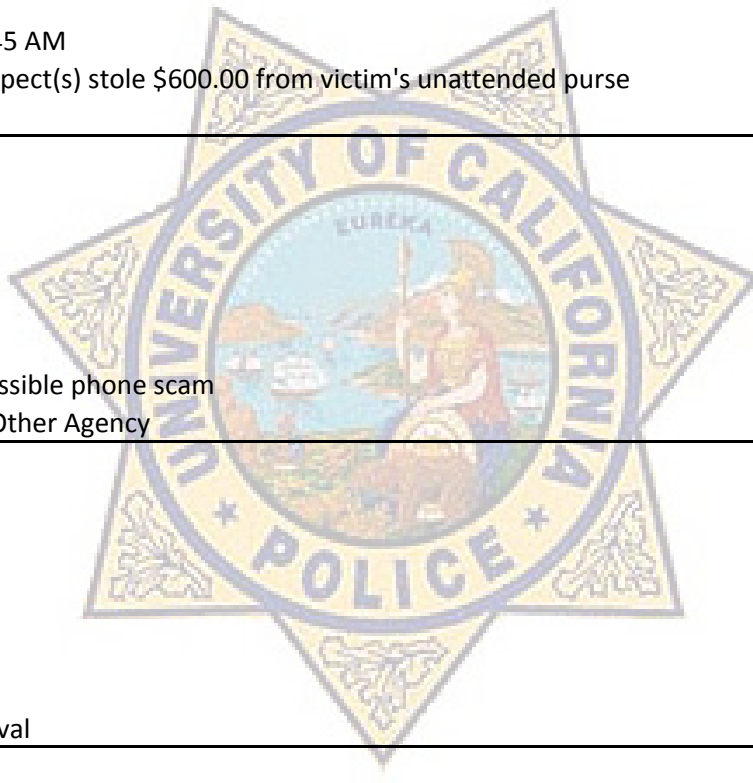 5 AM
pect(s) stole $600.00 from victim's unattended purse
UNIVERSITY OF CALIFORNIA
EUREKA
ssible phone scam
Other Agency
* POLICE *
val